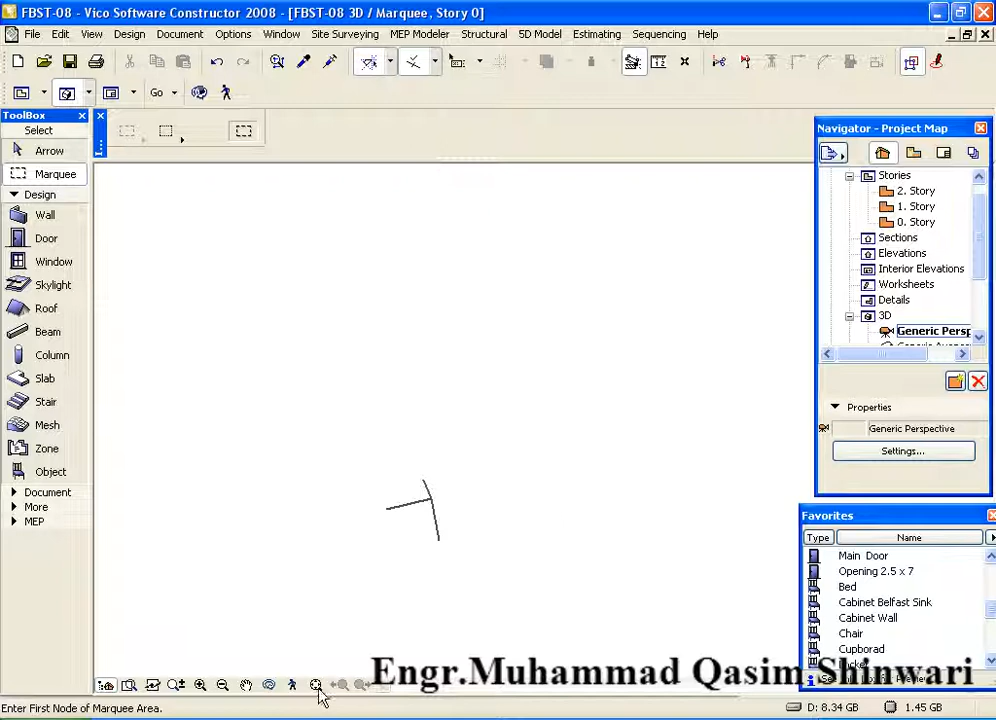 FBST-08 - Vico Software Constructor 2008 - [FBST-08 3D / Marquee, Story 0]
File Edit View Design Document Options Window Site Surveying MEP Modeler Structural 5D Model Estimating Sequencing Help
Go
ToolBox
Select
Arrow
Marquee
Design
Wall
Door
Window
Skylight
Roof
Beam
Column
Slab
Stair
Mesh
Zone
Object
Document
More
MEP
Navigator - Project Map
Stories
2. Story
1. Story
0. Story
Sections
Elevations
Interior Elevations
Worksheets
Details
3D
Generic Persp
Properties
Generic Perspective
Settings...
Favorites
Type Name
Main Door
Opening 2.5 x 7
Bed
Cabinet Belfast Sink
Cabinet Wall
Chair
Cupborad
Engr.Muhammad Qasim Shinwari
Enter First Node of Marquee Area.
D: 8.34 GB 1.45 GB